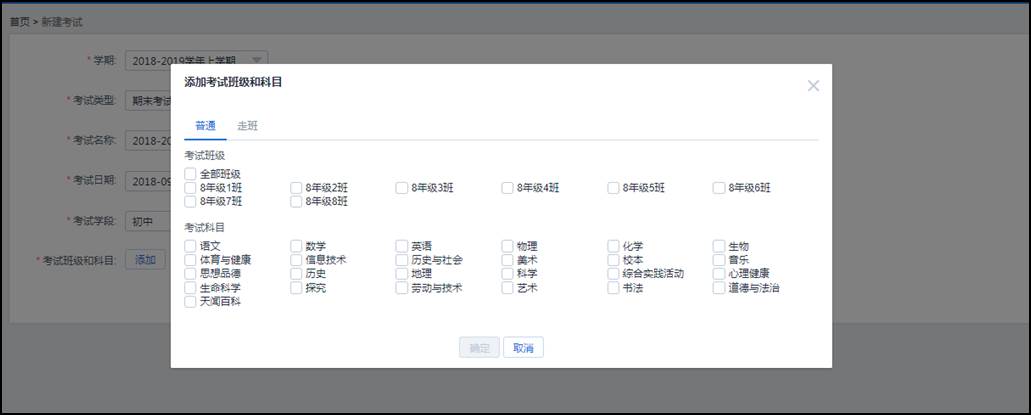 首页 > 新建考试
* 学期: 2018-2019学年上学期
* 考试类型: 期末考试
* 考试名称: 2018-20
* 考试日期: 2018-09
* 考试学段: 初中
* 考试班级和科目: 添加
添加考试班级和科目
普通 走班
考试班级
全部班级
8年级1班 8年级2班 8年级3班 8年级4班 8年级5班 8年级6班
8年级7班 8年级8班
考试科目
语文 数学 英语 物理 化学 生物
体育与健康 信息技术 历史与社会 美术 校本 音乐
思想品德 历史 地理 科学 综合实践活动 心理健康
生命科学 探究 劳动与技术 艺术 书法 道德与法治
天闻百科
确定 取消